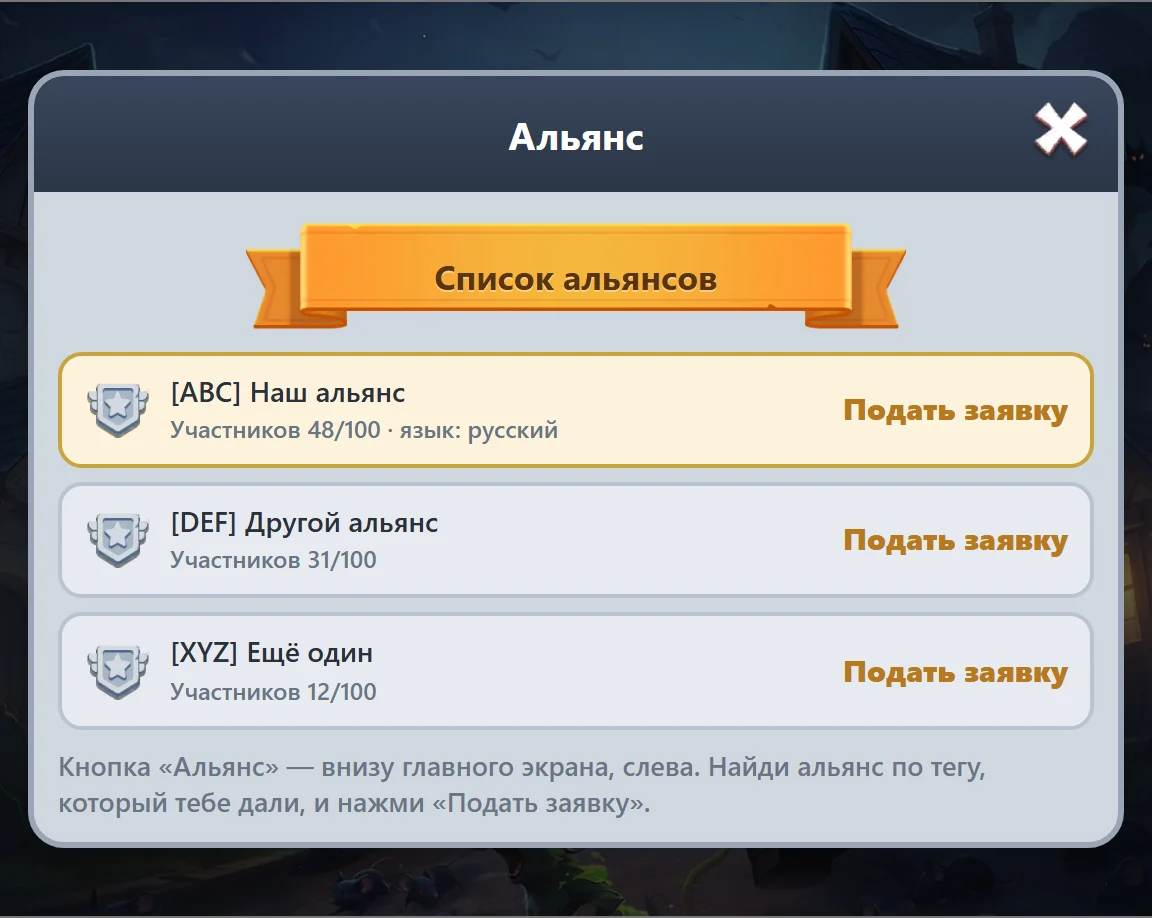 Альянс
Список альянсов
[ABC] Наш альянс
Участников 48/100 · язык: русский
Подать заявку
[DEF] Другой альянс
Участников 31/100
Подать заявку
[XYZ] Ещё один
Участников 12/100
Подать заявку
Кнопка «Альянс» — внизу главного экрана, слева. Найди альянс по тегу,
который тебе дали, и нажми «Подать заявку».